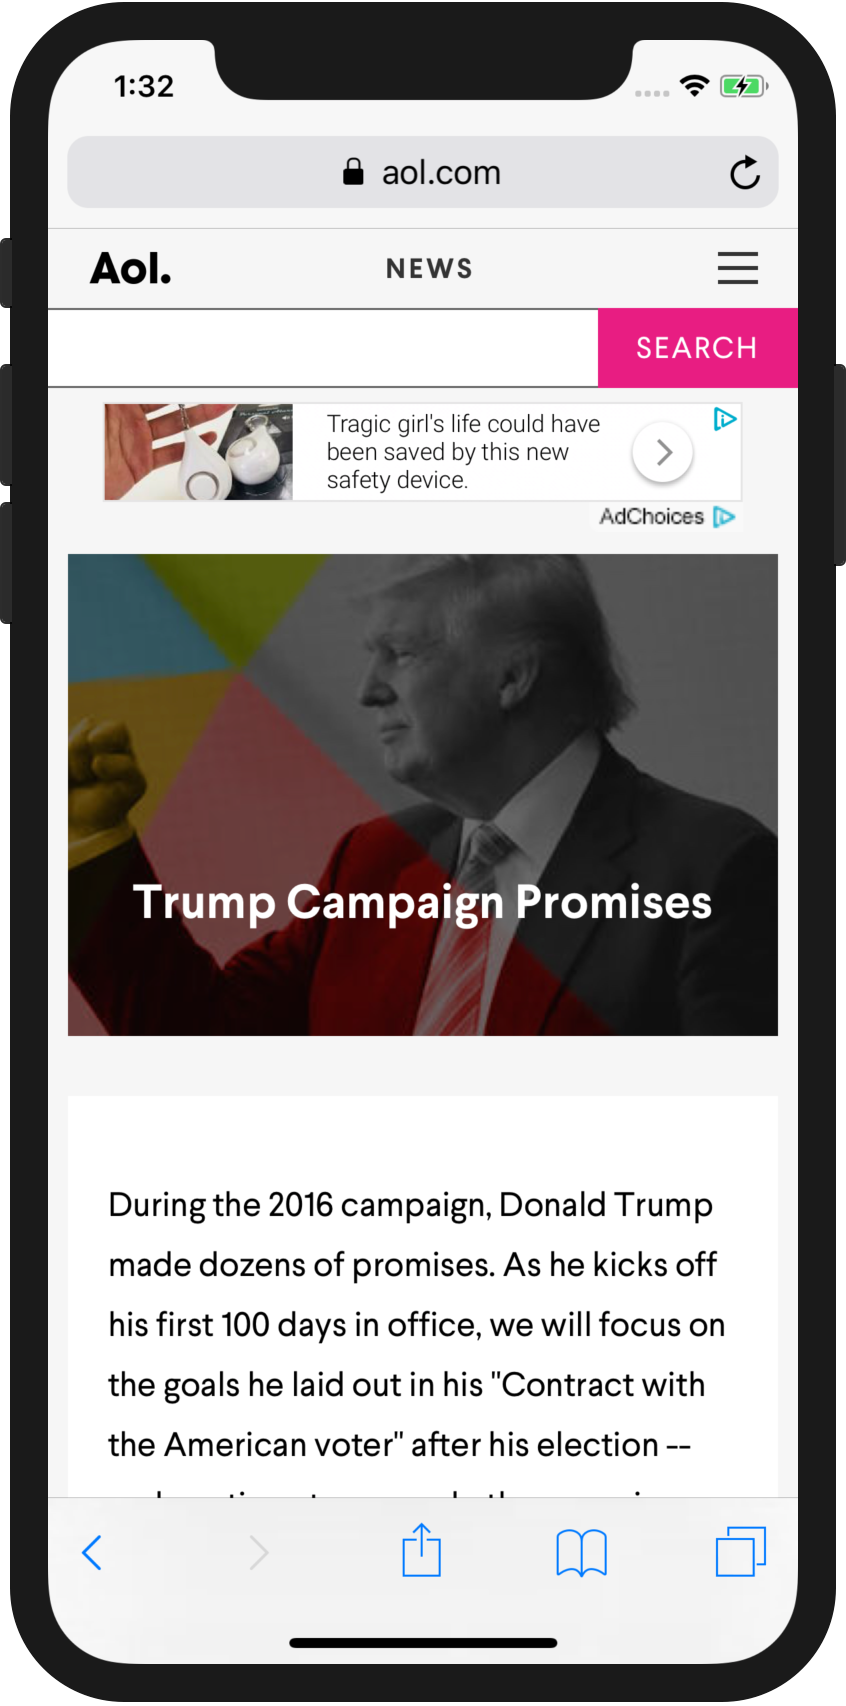 1:32
aol.com
Aol.
NEWS
SEARCH
Tragic girl's life could have
been saved by this new
safety device.
AdChoices
Trump Campaign Promises
During the 2016 campaign, Donald Trump
made dozens of promises. As he kicks off
his first 100 days in office, we will focus on
the goals he laid out in his "Contract with
the American voter" after his election --